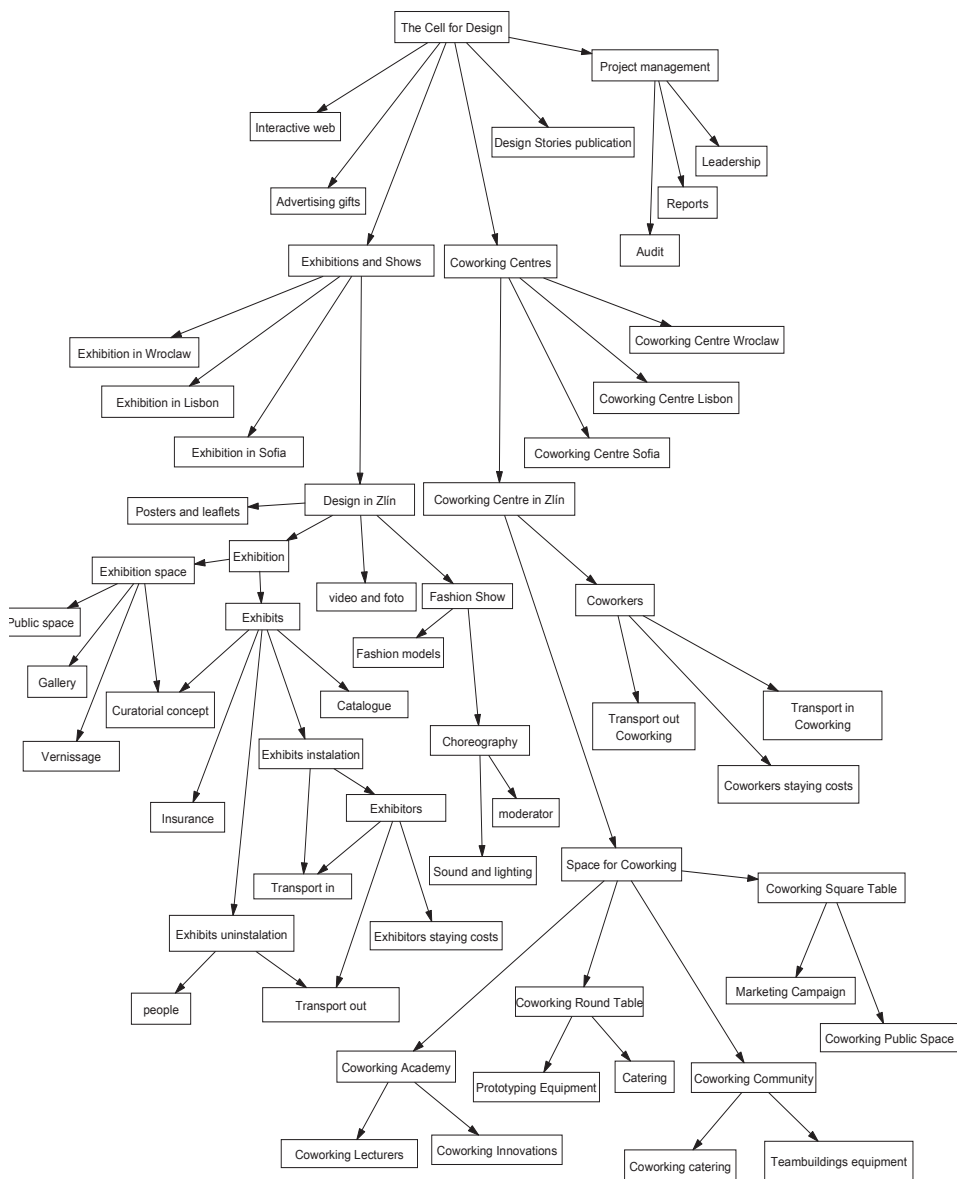 The Cell for Design
Project management
Interactive web
Design Stories publication
Leadership
Advertising gifts
Reports
Audit
Exhibitions and Shows
Coworking Centres
Coworking Centre Wroclaw
Exhibition in Wroclaw
Coworking Centre Lisbon
Exhibition in Lisbon
Exhibition in Sofia
Coworking Centre Sofia
Design in Zlín
Coworking Centre in Zlín
Posters and leaflets
Exhibition
Exhibition space
video and foto
Fashion Show
Coworkers
Public space
Exhibits
Fashion models
Gallery
Curatorial concept
Catalogue
Transport out
Coworking
Transport in
Coworking
Choreography
Vernissage
Exhibits instalation
Coworkers staying costs
Exhibitors
Insurance
moderator
Space for Coworking
Sound and lighting
Transport in
Coworking Square Table
Exhibits uninstalation
Exhibitors staying costs
Marketing Campaign
people
Transport out
Coworking Round Table
Coworking Public Space
Coworking Academy
Prototyping Equipment
Catering
Coworking Community
Coworking Lecturers
Coworking Innovations
Coworking catering
Teambuildings equipment